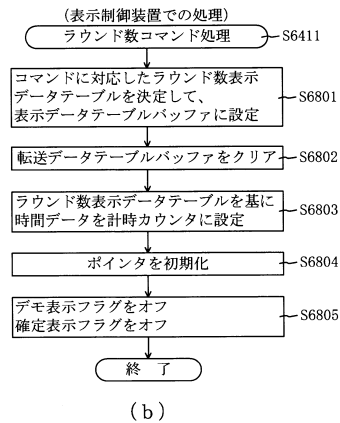 (表示制御装置での処理)
ラウンド数コマンド処理
S6411
コマンドに対応したラウンド数表示
データテーブルを決定して、
表示データテーブルバッファに設定
S6801
転送データテーブルバッファをクリア
S6802
ラウンド数表示データテーブルを基に
時間データを計時カウンタに設定
S6803
ポインタを初期化
S6804
デモ表示フラグをオフ
確定表示フラグをオフ
S6805
終 了
(b)